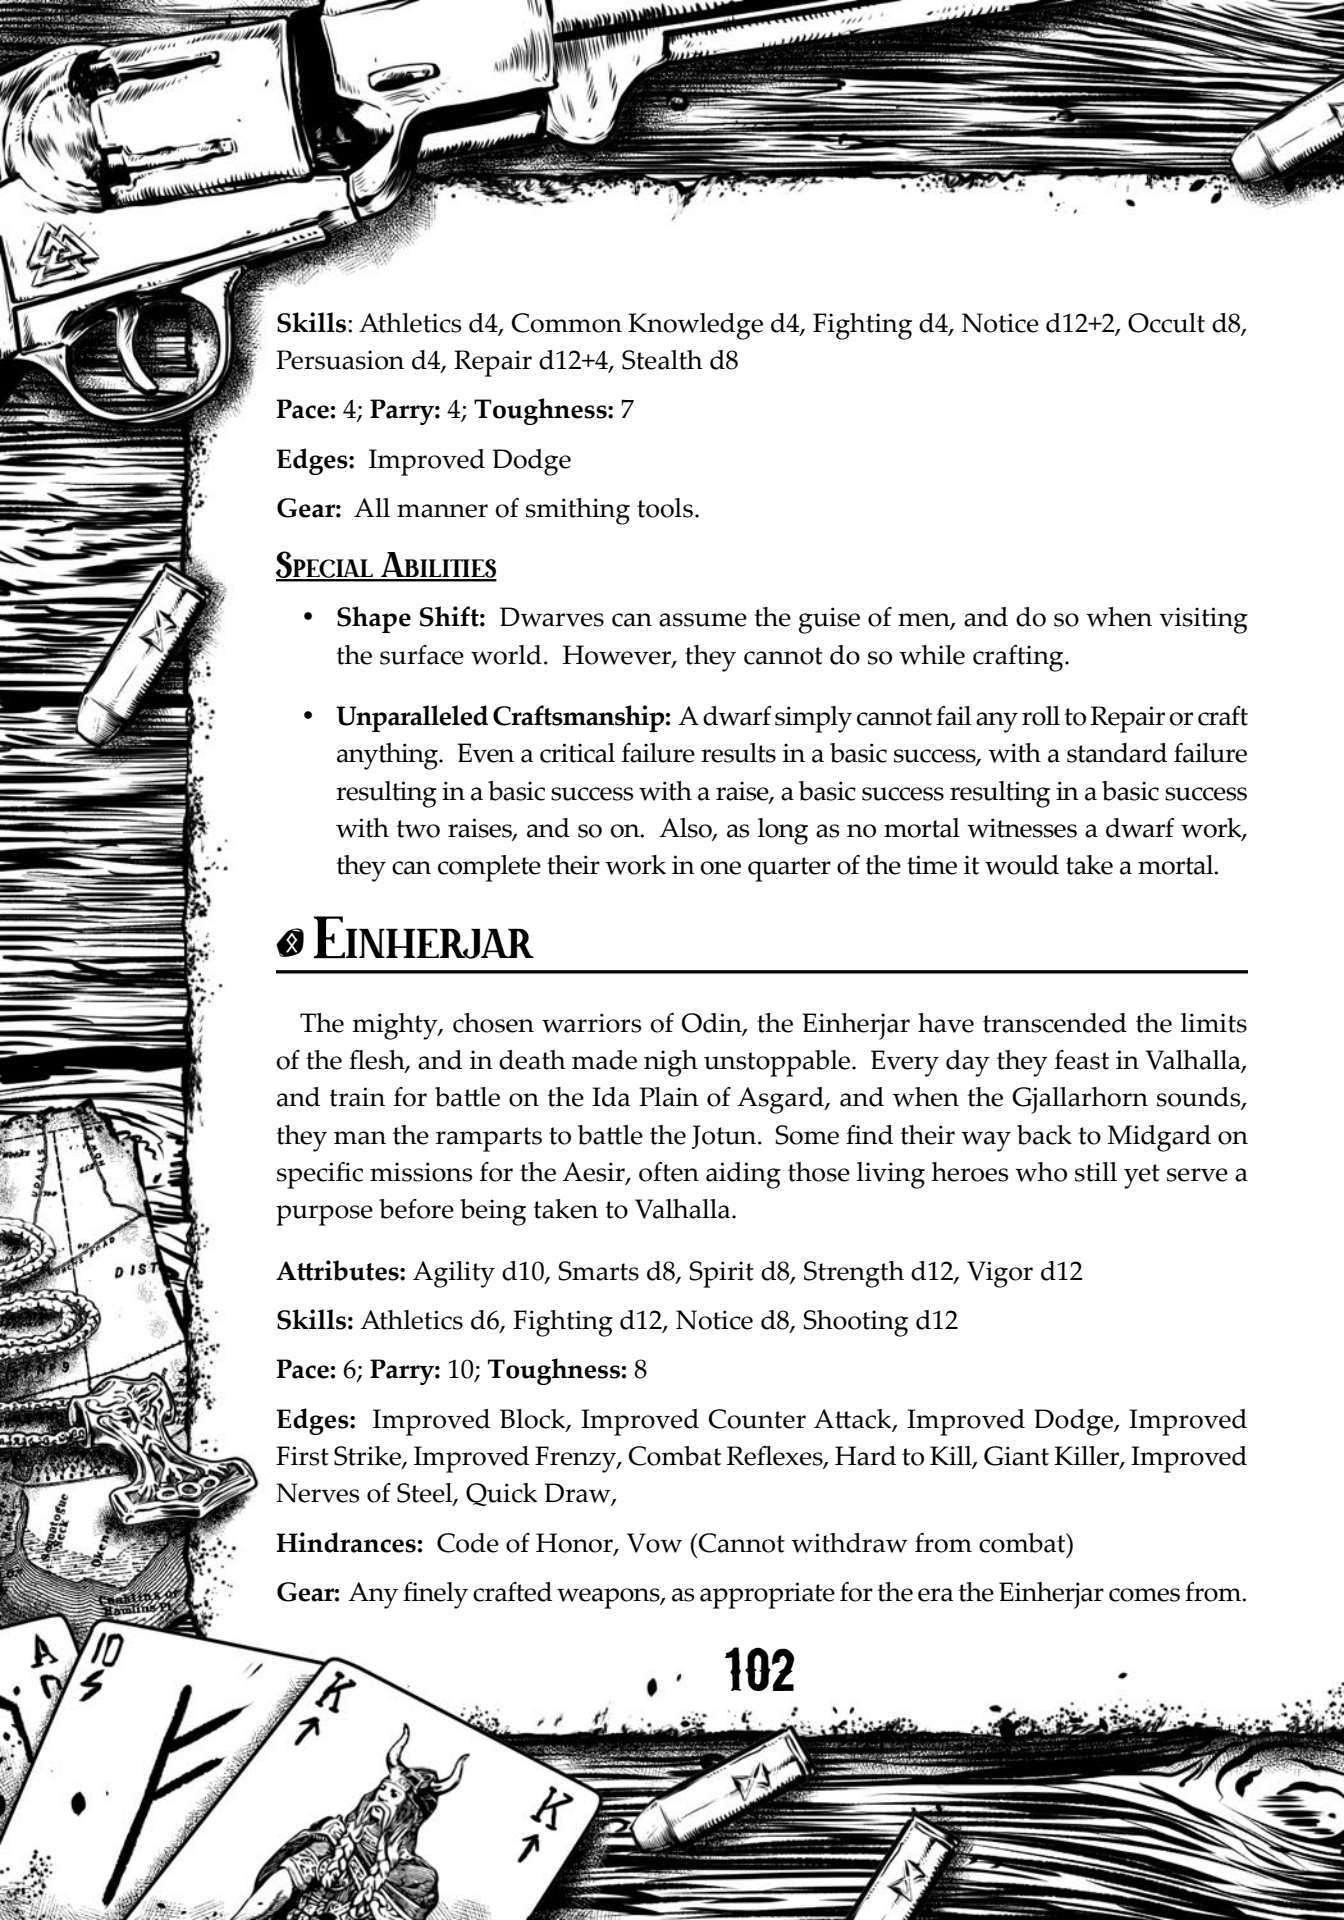 Skills: Athletics d4, Common Knowledge d4, Fighting d4, Notice d12+2, Occult d8,
Persuasion d4, Repair d12+4, Stealth d8
Pace: 4; Parry: 4; Toughness: 7
Edges: Improved Dodge
Gear: All manner of smithing tools.
Special Abilities
• Shape Shift: Dwarves can assume the guise of men, and do so when visiting
the surface world. However, they cannot do so while crafting.
• Unparalleled Craftsmanship: A dwarf simply cannot fail any roll to Repair or craft
anything. Even a critical failure results in a basic success, with a standard failure
resulting in a basic success with a raise, a basic success resulting in a basic success
with two raises, and so on. Also, as long as no mortal witnesses a dwarf work,
they can complete their work in one quarter of the time it would take a mortal.
Einherjar
The mighty, chosen warriors of Odin, the Einherjar have transcended the limits
of the flesh, and in death made nigh unstoppable. Every day they feast in Valhalla,
and train for battle on the Ida Plain of Asgard, and when the Gjallarhorn sounds,
they man the ramparts to battle the Jotun. Some find their way back to Midgard on
specific missions for the Aesir, often aiding those living heroes who still yet serve a
purpose before being taken to Valhalla.
Attributes: Agility d10, Smarts d8, Spirit d8, Strength d12, Vigor d12
Skills: Athletics d6, Fighting d12, Notice d8, Shooting d12
Pace: 6; Parry: 10; Toughness: 8
Edges: Improved Block, Improved Counter Attack, Improved Dodge, Improved
First Strike, Improved Frenzy, Combat Reflexes, Hard to Kill, Giant Killer, Improved
Nerves of Steel, Quick Draw,
Hindrances: Code of Honor, Vow (Cannot withdraw from combat)
Gear: Any finely crafted weapons, as appropriate for the era the Einherjar comes from.
UDALLS
DIST
Neck
A
10
K
K
102